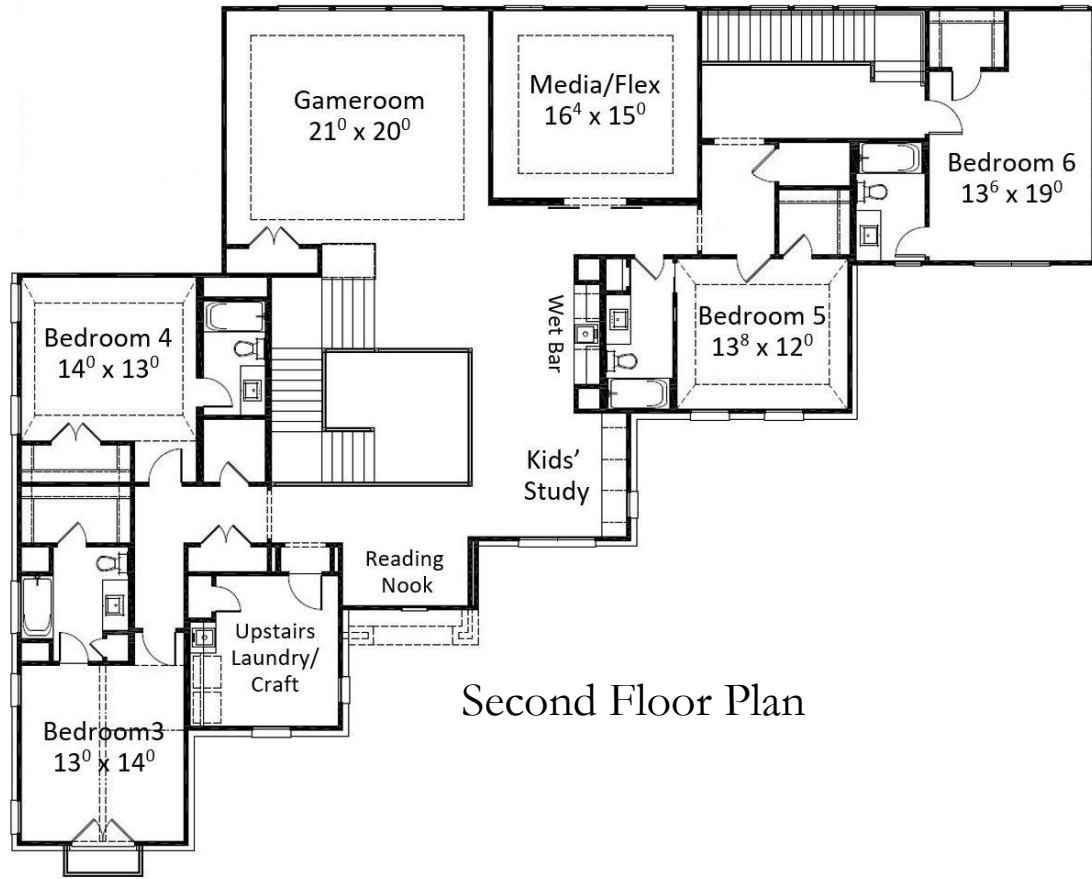 Gameroom
21⁰ x 20⁰
Media/Flex
16⁴ x 15⁰
Bedroom 6
13⁶ x 19⁰
Bedroom 4
14⁰ x 13⁰
Wet Bar
Bedroom 5
13⁸ x 12⁰
Kids’
Study
Reading
Nook
Upstairs
Laundry/
Craft
Bedroom3
13⁰ x 14⁰
Second Floor Plan